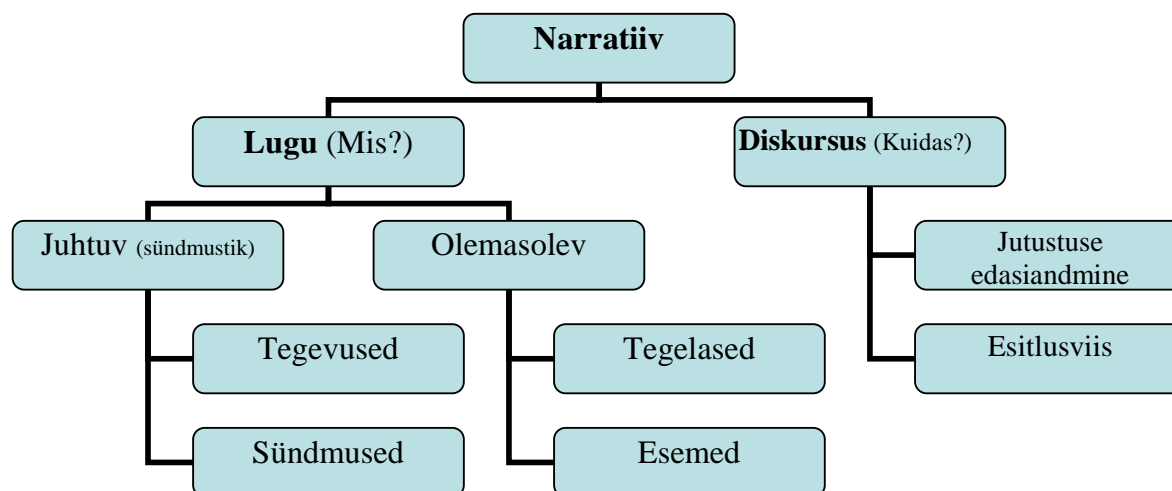 Narratiiv
Lugu (Mis?)
Diskursus (Kuidas?)
Juhtuv (sündmustik)
Olemasolev
Jutustuse
edasiandmine
Tegevused
Tegelased
Esitlusviis
Sündmused
Esemed